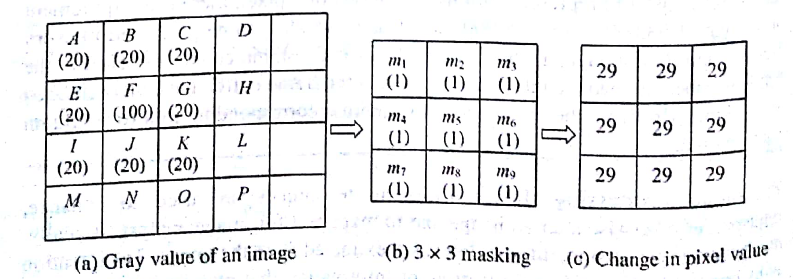 A B C D
(20) (20) (20)
E F G H
(20) (100) (20)
I J K L
(20) (20) (20)
M N O P
(a) Gray value of an image
m₁ m₂ m₃
(1) (1) (1)
m₄ m₅ m₆
(1) (1) (1)
m₇ m₈ m₉
(1) (1) (1)
(b) 3 × 3 masking
29 29 29
29 29 29
29 29 29
(c) Change in pixel value